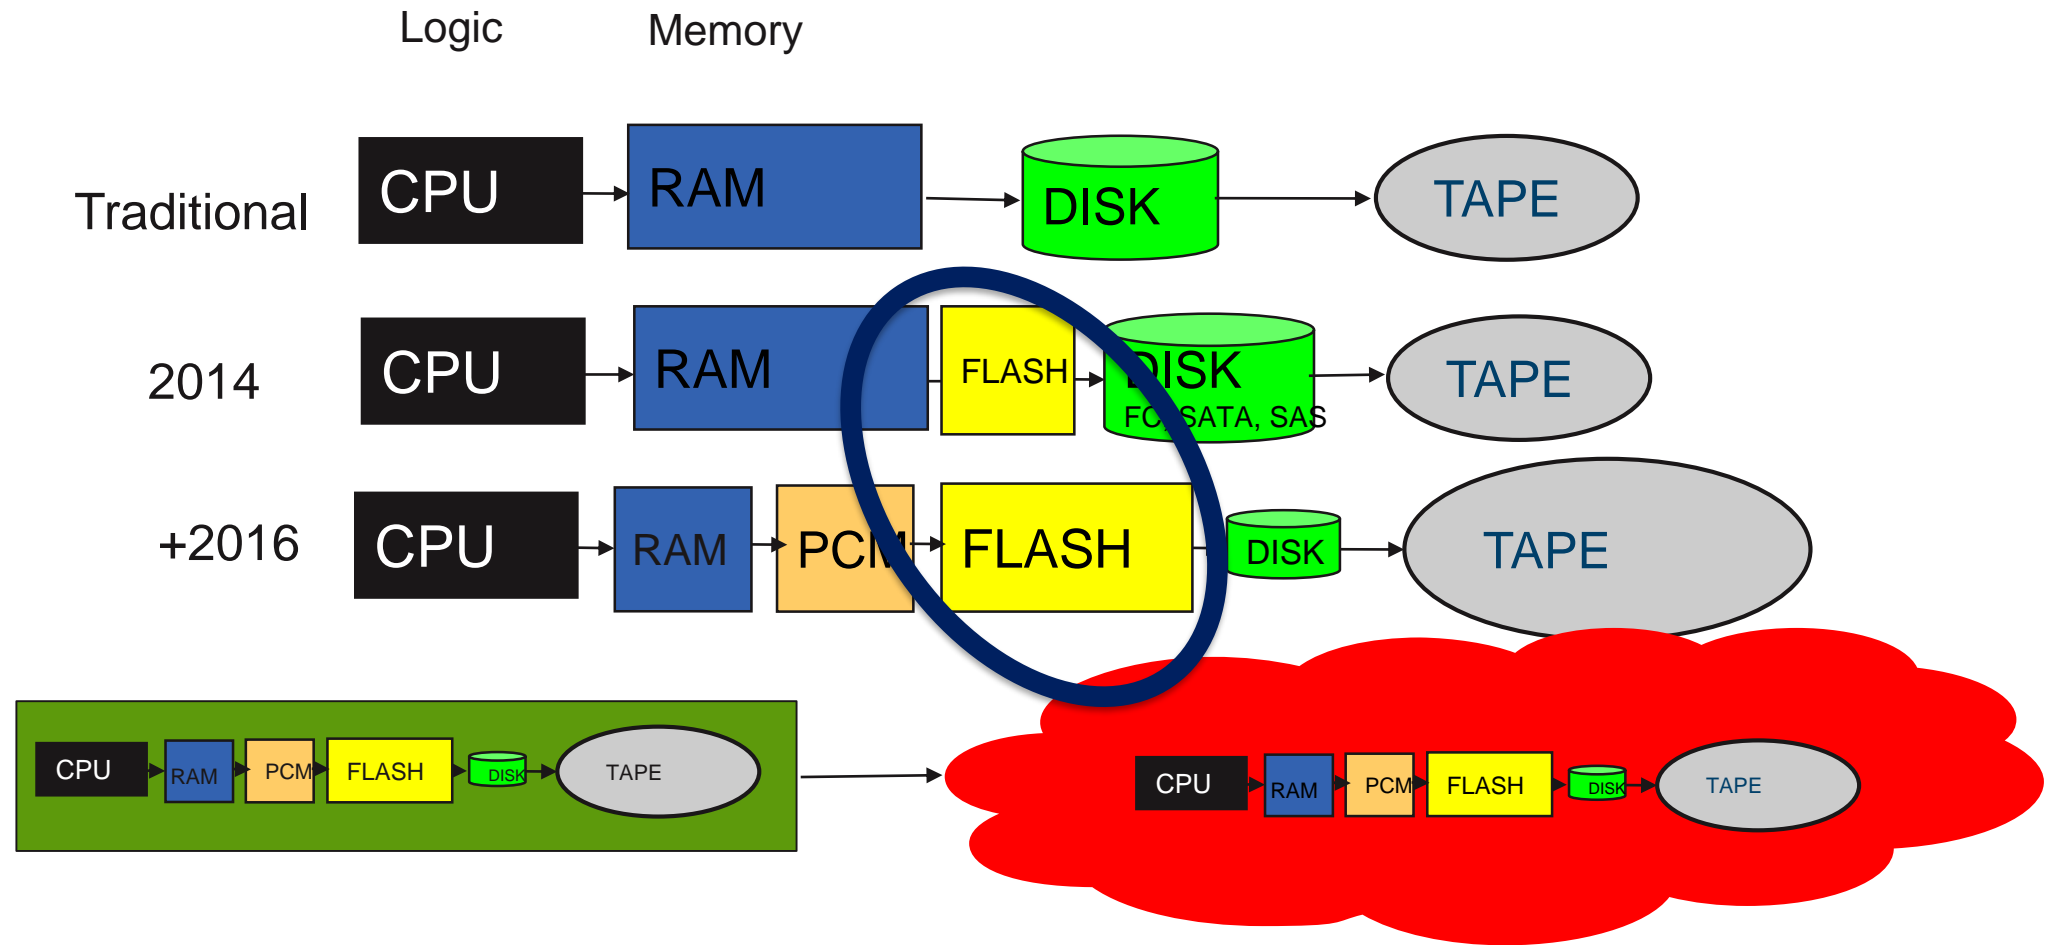 Logic Memory
Traditional CPU RAM DISK TAPE
2014 CPU RAM FLASH DISK TAPE
FC, SATA, SAS
+2016 CPU RAM PCM FLASH DISK TAPE
CPU RAM PCM FLASH DISK TAPE
CPU RAM PCM FLASH DISK TAPE